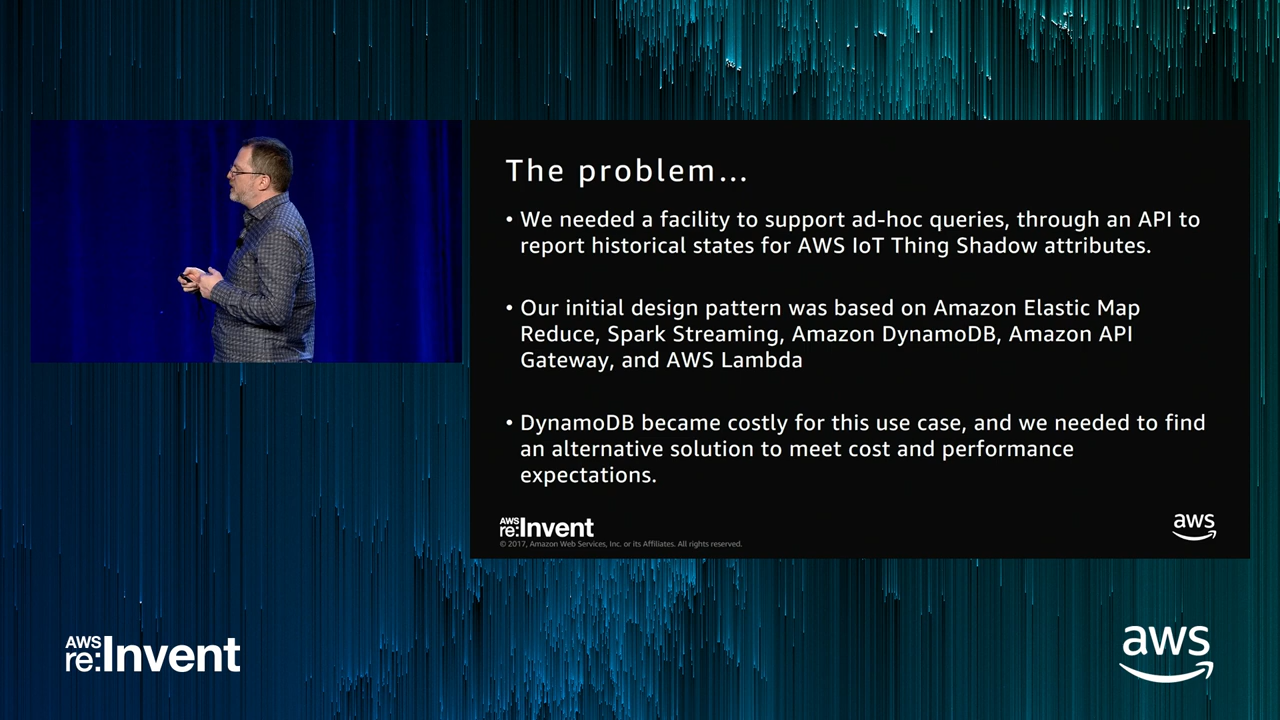 The problem...
• We needed a facility to support ad-hoc queries, through an API to
report historical states for AWS IoT Thing Shadow attributes.
• Our initial design pattern was based on Amazon Elastic Map
Reduce, Spark Streaming, Amazon DynamoDB, Amazon API
Gateway, and AWS Lambda
• DynamoDB became costly for this use case, and we needed to find
an alternative solution to meet cost and performance
expectations.
AWS
re:Invent
© 2017, Amazon Web Services, Inc. or its Affiliates. All rights reserved.
aws
AWS
re:Invent
aws